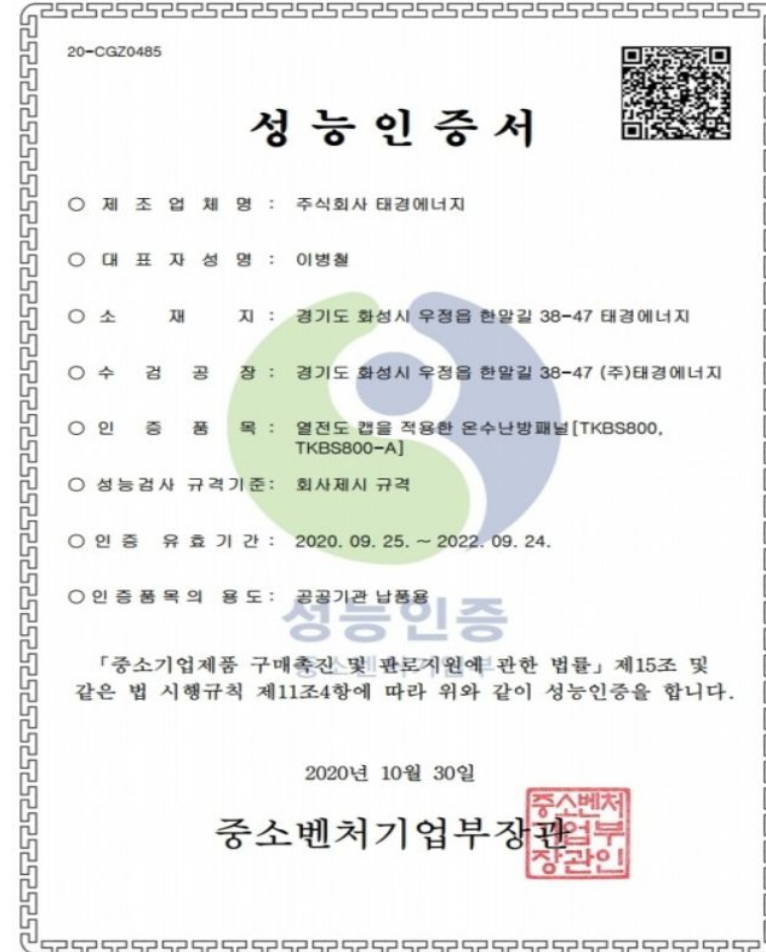 20-CGZ0485
성능인증서
○ 제조업체명 : 주식회사 태경에너지
○ 대표자성명 : 이병철
○ 소재지 : 경기도 화성시 우정읍 한말길 38-47 태경에너지
○ 수검공장 : 경기도 화성시 우정읍 한말길 38-47 (주)태경에너지
○ 인증품목 : 열전도 캡을 적용한 온수난방패널[TKBS800,
TKBS800-A]
○ 성능검사 규격기준: 회사제시 규격
○ 인증 유효기간 : 2020. 09. 25. ~ 2022. 09. 24.
○ 인증품목의 용도: 공공기관 납품용
성능인증
중소벤처기업부
「중소기업제품 구매촉진 및 판로지원에 관한 법률」 제15조 및
같은 법 시행규칙 제11조4항에 따라 위와 같이 성능인증을 합니다.
2020년 10월 30일
중소벤처기업부장관
중소벤처
기업부
장관인